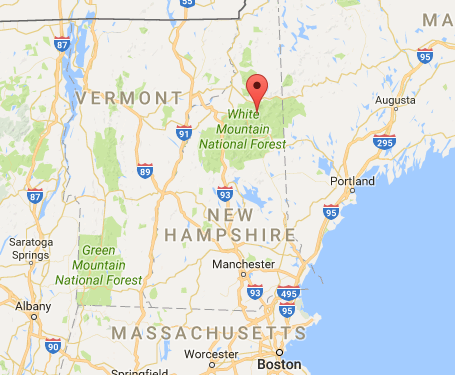 55
MA
87
95
VERMONT
Augusta
White
Mountain
National Forest
91
295
89
Portland
87
93
95
NEW
HAMPSHIRE
Saratoga
Springs
Green
Mountain
National Forest
Manchester
93
495
95
Albany
MASSACHUSETTS
90
Worcester
Boston
Springfield